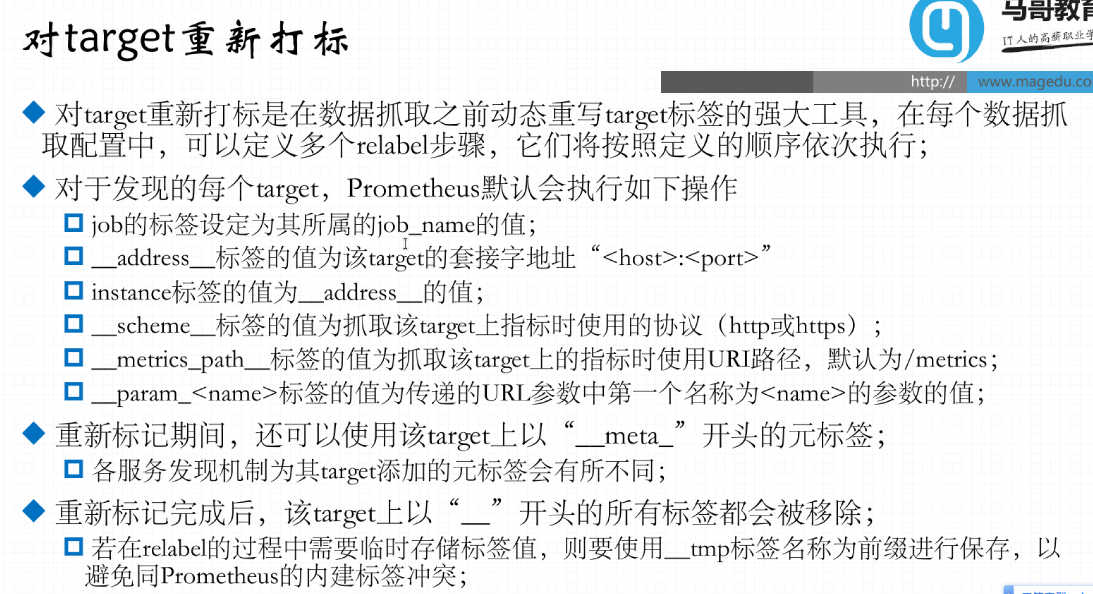 对target重新打标
马哥教育
IT人的高薪职业学
http://
www.magedu.co
对target重新打标是在数据抓取之前动态重写target标签的强大工具，在每个数据抓
取配置中，可以定义多个relabel步骤，它们将按照定义的顺序依次执行；
对于发现的每个target，Prometheus默认会执行如下操作
job的标签设定为其所属的job_name的值；
__address__标签的值为该target的套接字地址“<host>:<port>”
instance标签的值为__address__的值；
__scheme__标签的值为抓取该target上指标时使用的协议（http或https）；
__metrics_path__标签的值为抓取该target上的指标时使用URI路径，默认为/metrics；
__param_<name>标签的值为传递的URL参数中第一个名称为<name>的参数的值；
重新标记期间，还可以使用该target上以“__meta_”开头的元标签；
各服务发现机制为其target添加的元标签会有所不同；
重新标记完成后，该target上以“__”开头的所有标签都会被移除；
若在relabel的过程中需要临时存储标签值，则要使用__tmp标签名称为前缀进行保存，以
避免同Prometheus的内建标签冲突；